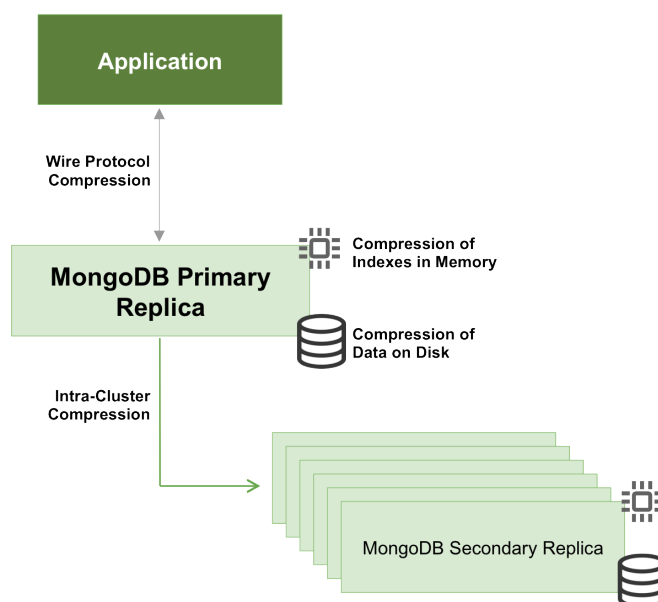 Application
Wire Protocol
Compression
MongoDB Primary
Replica
Compression of
Indexes in Memory
Compression of
Data on Disk
Intra-Cluster
Compression
MongoDB Secondary Replica